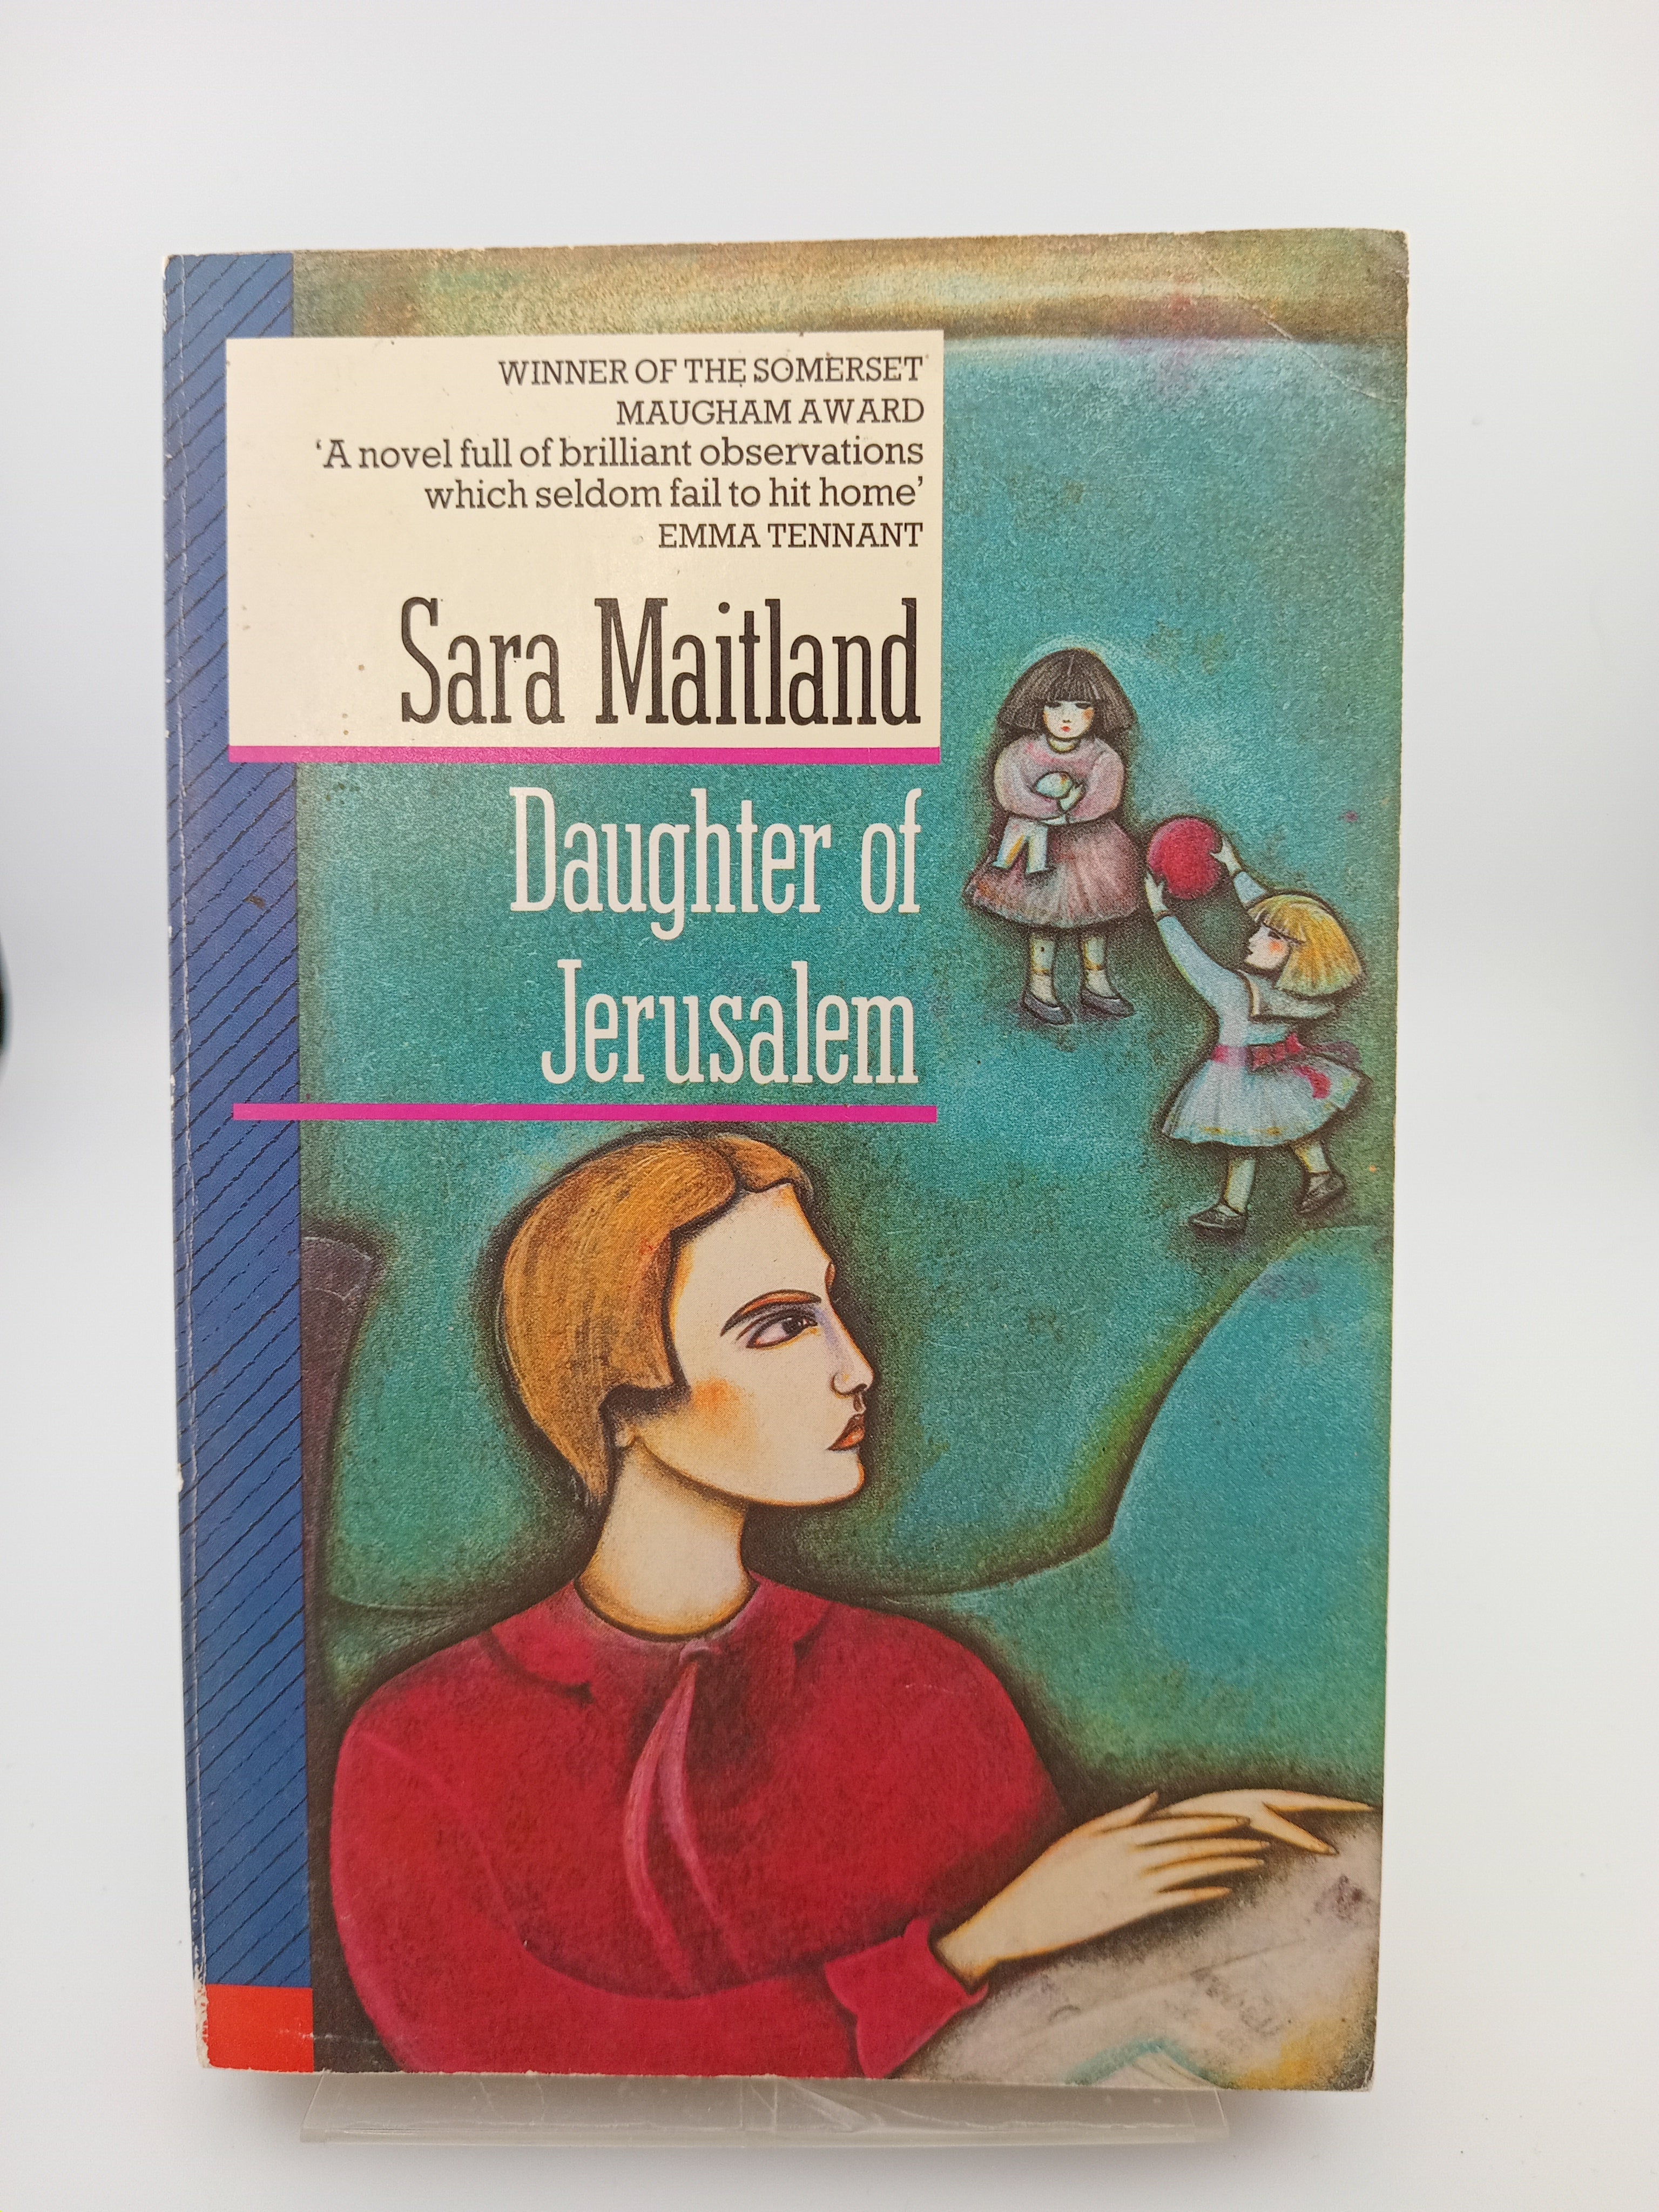 WINNER OF THE SOMERSET
MAUGHAM AWARD
‘A novel full of brilliant observations
which seldom fail to hit home’
EMMA TENNANT
Sara Maitland
Daughter of
Jerusalem